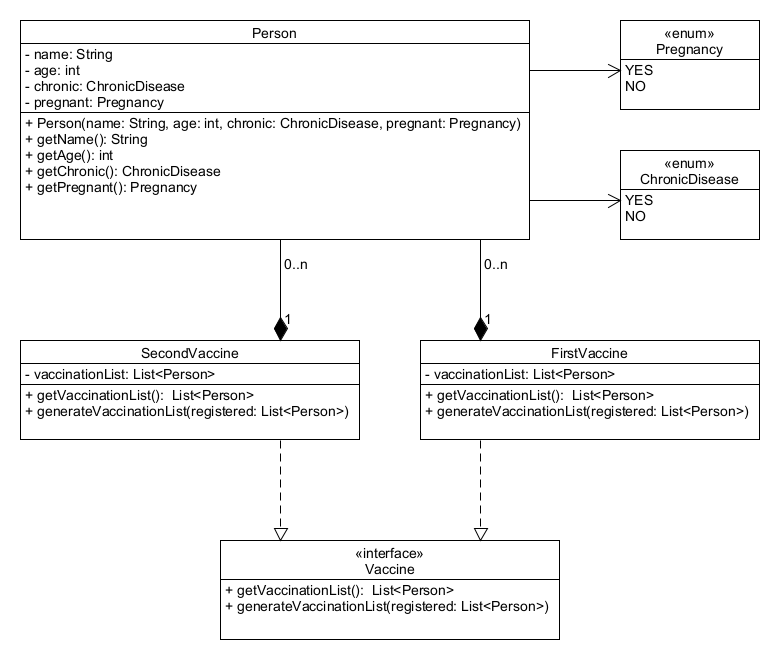 Person
- name: String
- age: int
- chronic: ChronicDisease
- pregnant: Pregnancy
+ Person(name: String, age: int, chronic: ChronicDisease, pregnant: Pregnancy)
+ getName(): String
+ getAge(): int
+ getChronic(): ChronicDisease
+ getPregnant(): Pregnancy
«enum»
Pregnancy
YES
NO
«enum»
ChronicDisease
YES
NO
0..n
0..n
1
1
SecondVaccine
- vaccinationList: List<Person>
+ getVaccinationList():  List<Person>
+ generateVaccinationList(registered: List<Person>)
FirstVaccine
- vaccinationList: List<Person>
+ getVaccinationList():  List<Person>
+ generateVaccinationList(registered: List<Person>)
«interface»
Vaccine
+ getVaccinationList():  List<Person>
+ generateVaccinationList(registered: List<Person>)